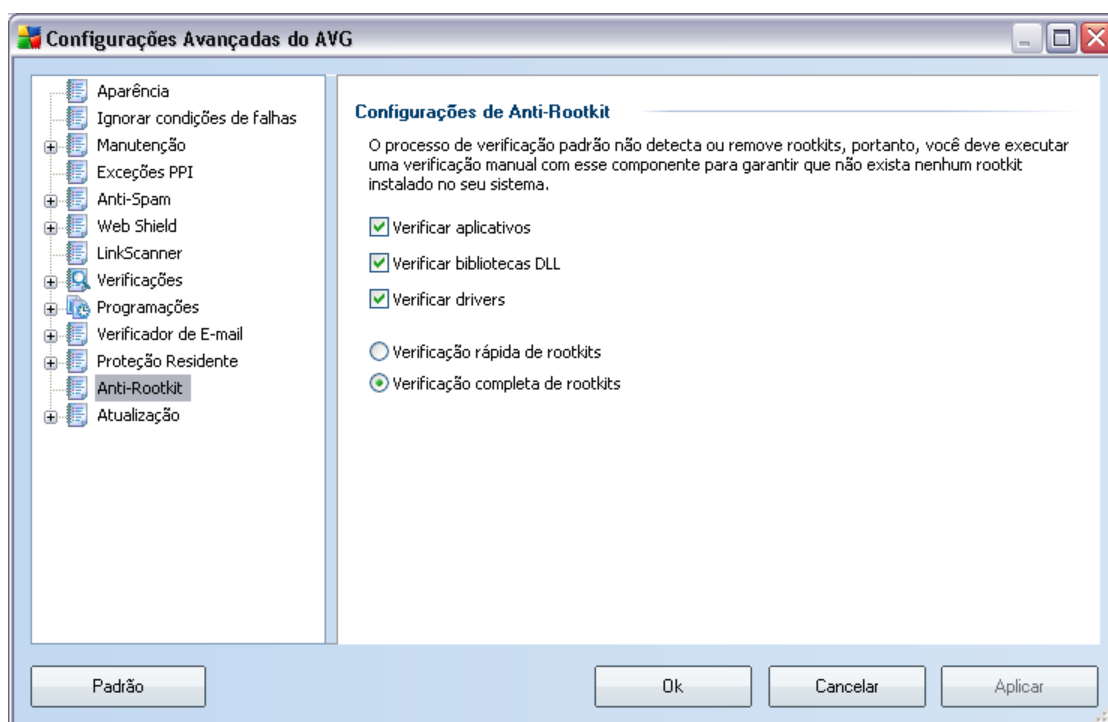 Configurações Avançadas do AVG
Aparência
Ignorar condições de falhas
Manutenção
Exceções PPI
Anti-Spam
Web Shield
LinkScanner
Verificações
Programações
Verificador de E-mail
Proteção Residente
Anti-Rootkit
Atualização
Configurações de Anti-Rootkit
O processo de verificação padrão não detecta ou remove rootkits, portanto, você deve executar
uma verificação manual com esse componente para garantir que não exista nenhum rootkit
instalado no seu sistema.
Verificar aplicativos
Verificar bibliotecas DLL
Verificar drivers
Verificação rápida de rootkits
Verificação completa de rootkits
Padrão
Ok
Cancelar
Aplicar